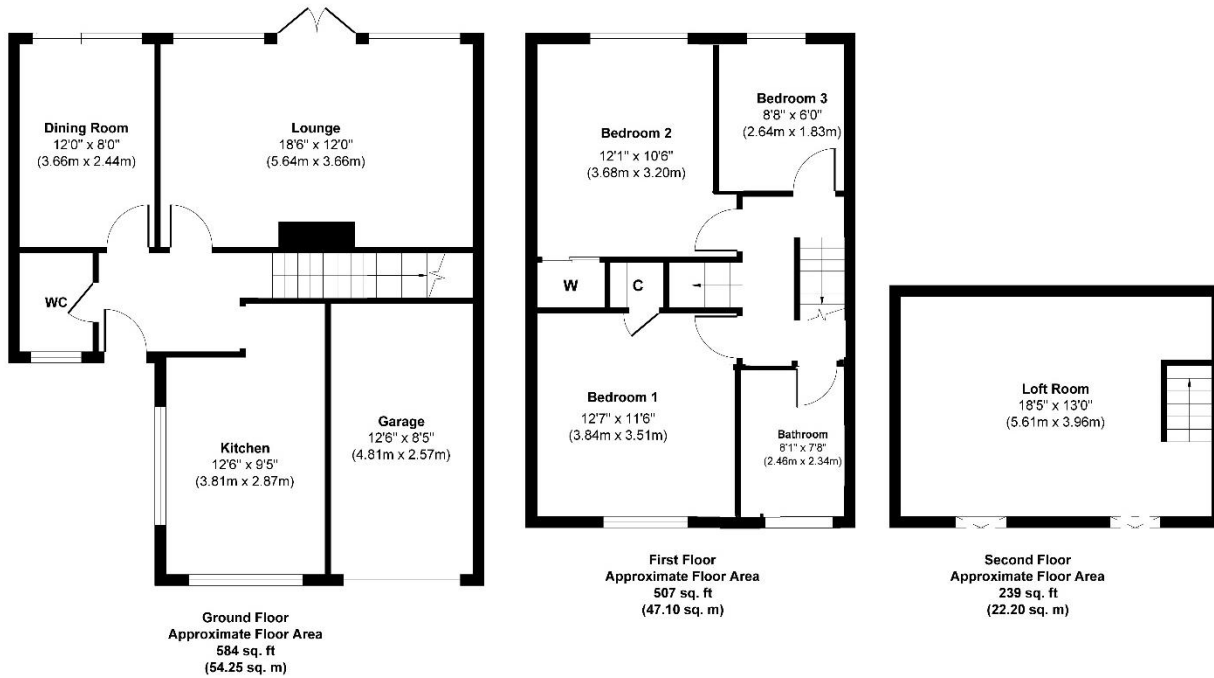 Dining Room
12'0" x 8'0"
(3.66m x 2.44m)
Lounge
18'6" x 12'0"
(5.64m x 3.66m)
WC
Kitchen
12'6" x 9'5"
(3.81m x 2.87m)
Garage
12'6" x 8'5"
(4.81m x 2.57m)
Ground Floor
Approximate Floor Area
584 sq. ft
(54.25 sq. m)
Bedroom 2
12'1" x 10'6"
(3.68m x 3.20m)
Bedroom 3
8'8" x 6'0"
(2.64m x 1.83m)
W
C
Bedroom 1
12'7" x 11'6"
(3.84m x 3.51m)
Bathroom
8'1" x 7'8"
(2.46m x 2.34m)
First Floor
Approximate Floor Area
507 sq. ft
(47.10 sq. m)
Loft Room
18'5" x 13'0"
(5.61m x 3.96m)
Second Floor
Approximate Floor Area
239 sq. ft
(22.20 sq. m)